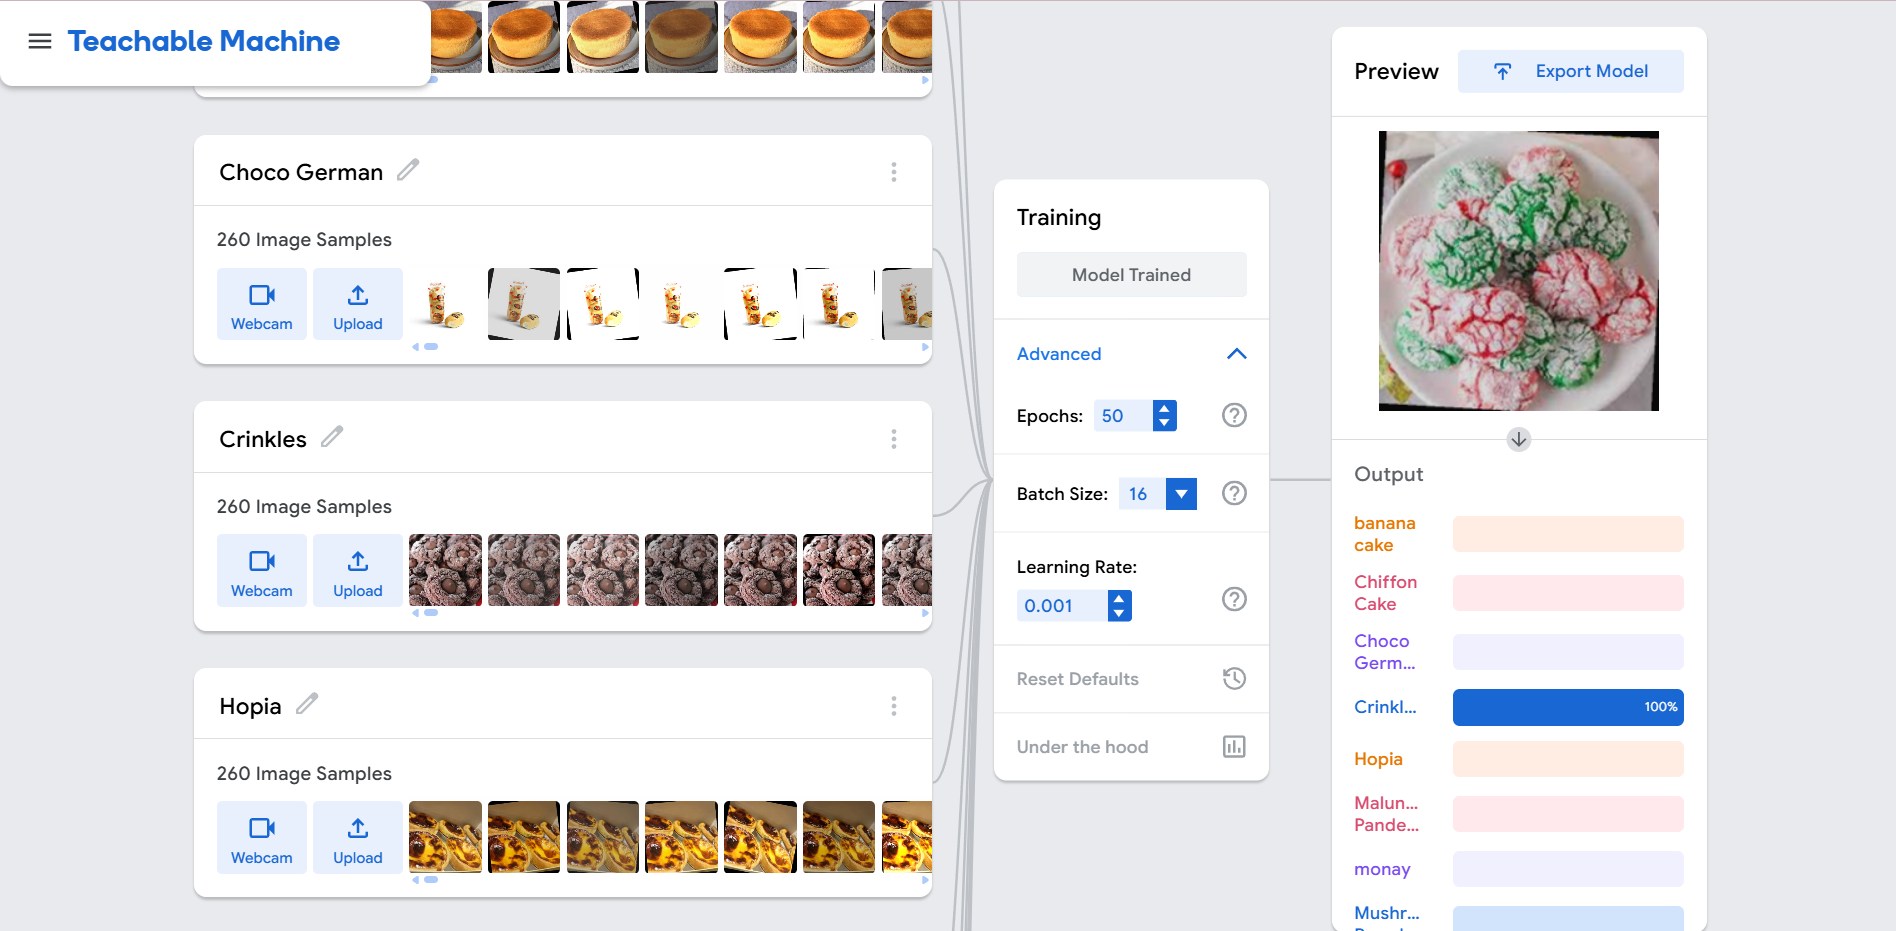 Teachable Machine
Choco German
260 Image Samples
Webcam
Upload
Crinkles
260 Image Samples
Webcam
Upload
Hopia
260 Image Samples
Webcam
Upload
Training
Model Trained
Advanced
Epochs: 50
Batch Size: 16
Learning Rate:
0.001
Reset Defaults
Under the hood
Preview
Export Model
Output
banana
cake
Chiffon
Cake
Choco
Germ...
Crinkl...
100%
Hopia
Malun...
Pande...
monay
Mushr...